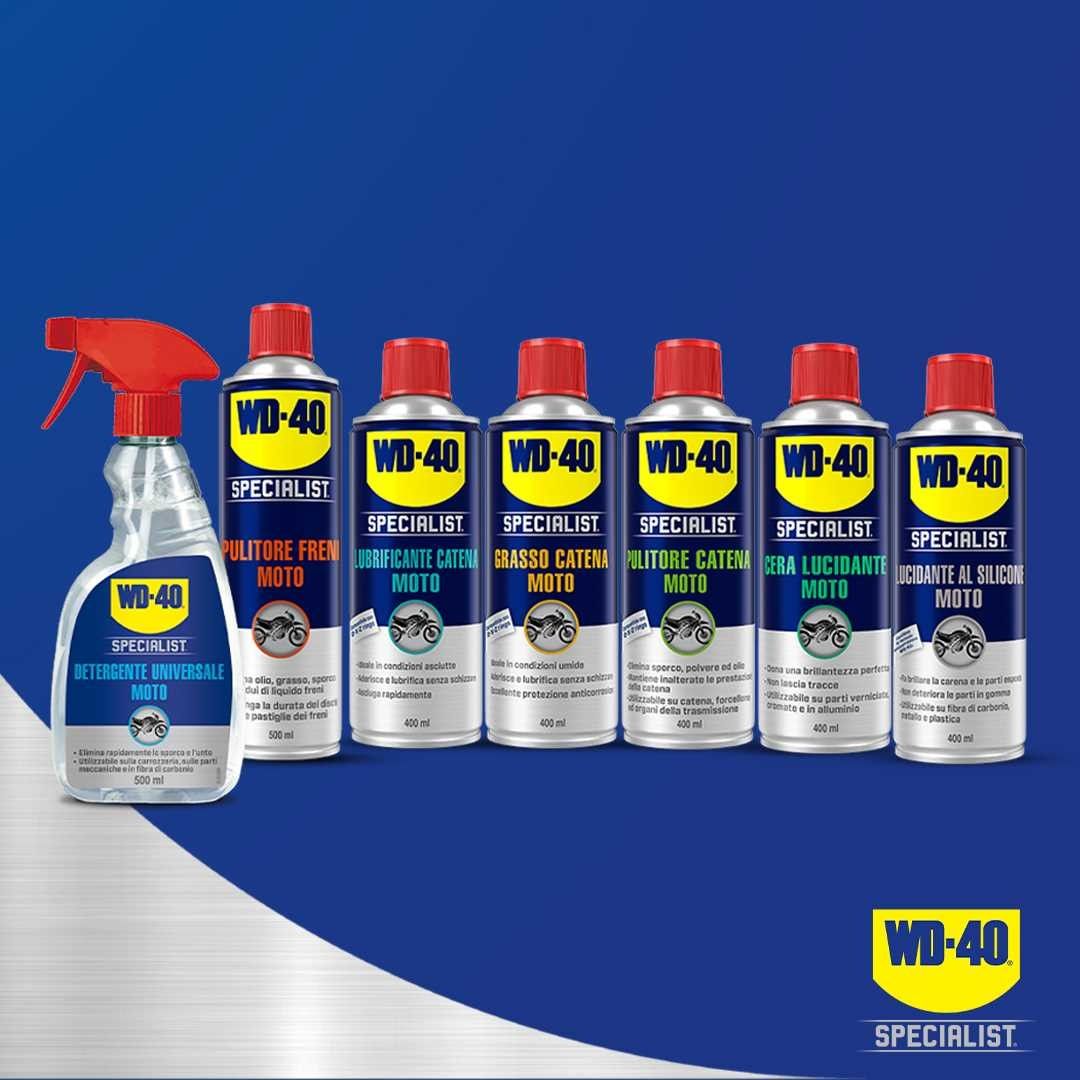 WD-40
SPECIALIST
DETERGENTE UNIVERSALE
MOTO
• Elimina rapidamente lo sporco e l'unto
• Utilizzabile sulla carrozzeria, sulle parti
meccaniche e in fibra di carbonio
500 ml
WD-40
SPECIALIST
PULITORE FRENI
MOTO
olio, grasso, sporco
di liquido freni
la durata dei dischi
e pastiglie dei freni
500 ml
WD-40
SPECIALIST
LUBRIFICANTE CATENA
MOTO
Ideale in condizioni asciutte
Aderisce e lubrifica senza schizzare
Asciuga rapidamente
400 ml
WD-40
SPECIALIST
GRASSO CATENA
MOTO
Ideale in condizioni umide
Aderisce e lubrifica senza schizzare
Eccellente protezione anticorrosione
400 ml
WD-40
SPECIALIST
PULITORE CATENA
MOTO
Elimina sporco, polvere ed olio
Mantiene inalterate le prestazioni
della catena
Utilizzabile su catena, forcellone
ed organi della trasmissione
400 ml
WD-40
SPECIALIST
CERA LUCIDANTE
MOTO
• Dona una brillantezza perfetta
• Non lascia tracce
• Utilizzabile su parti verniciate,
cromate e in alluminio
400 ml
WD-40
SPECIALIST
LUCIDANTE AL SILICONE
MOTO
• Fa brillare la carena e le parti
• Non deteriora le parti in gomma
• Utilizzabile su fibra di carbonio,
metallo e plastica
400 ml
WD-40
SPECIALIST